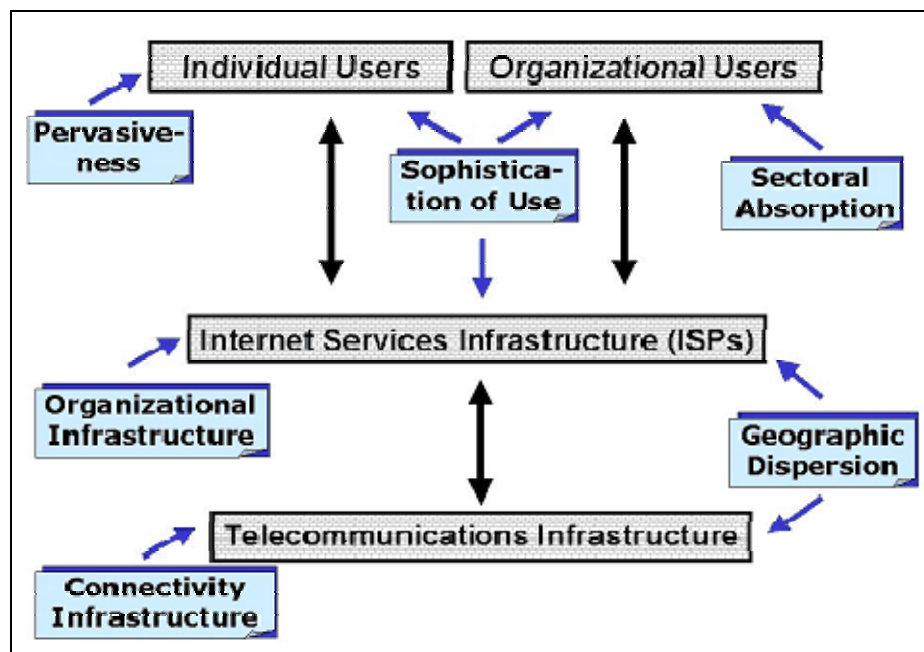 Individual Users
Organizational Users
Pervasive-
ness
Sophistica-
tion of Use
Sectoral
Absorption
Internet Services Infrastructure (ISPs)
Organizational
Infrastructure
Geographic
Dispersion
Telecommunications Infrastructure
Connectivity
Infrastructure